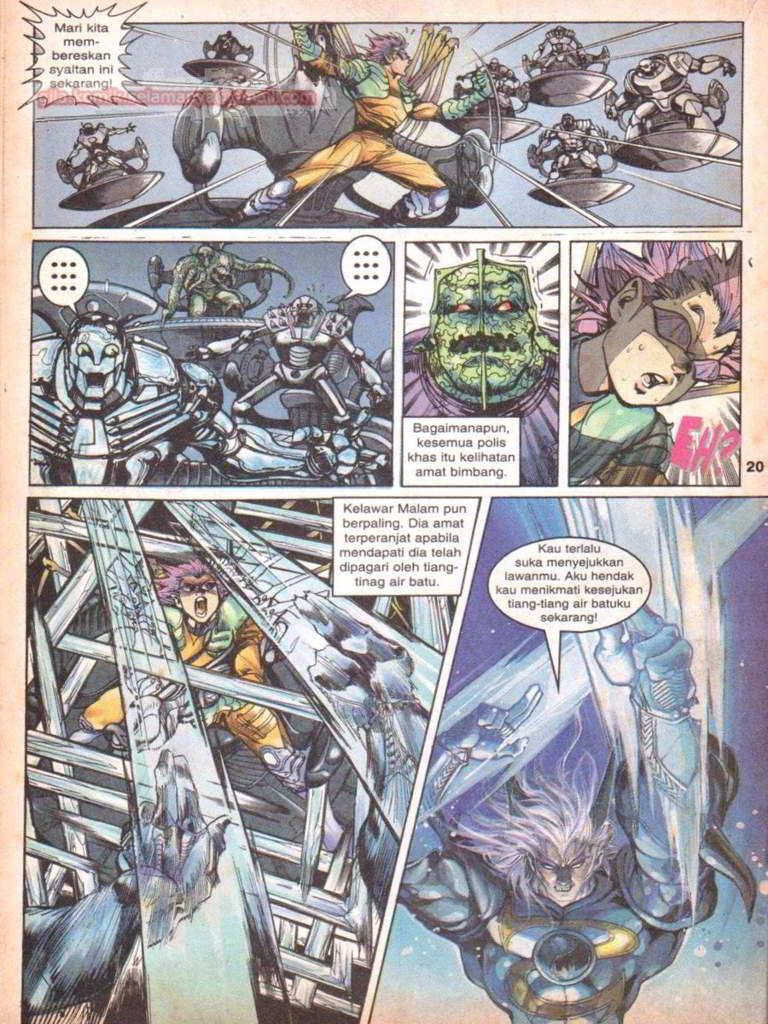 Mari kita
mem-
bereskan
syaitan ini
sekarang!
Bagaimanapun,
kesemua polis
khas itu kelihatan
amat bimbang.
EH?
20
Kelawar Malam pun
berpaling. Dia amat
terperanjat apabila
mendapati dia telah
dipagari oleh tiang-
tinag air batu.
Kau terlalu
suka menyejukkan
lawanmu. Aku hendak
kau menikmati kesejukan
tiang-tiang air batuku
sekarang!